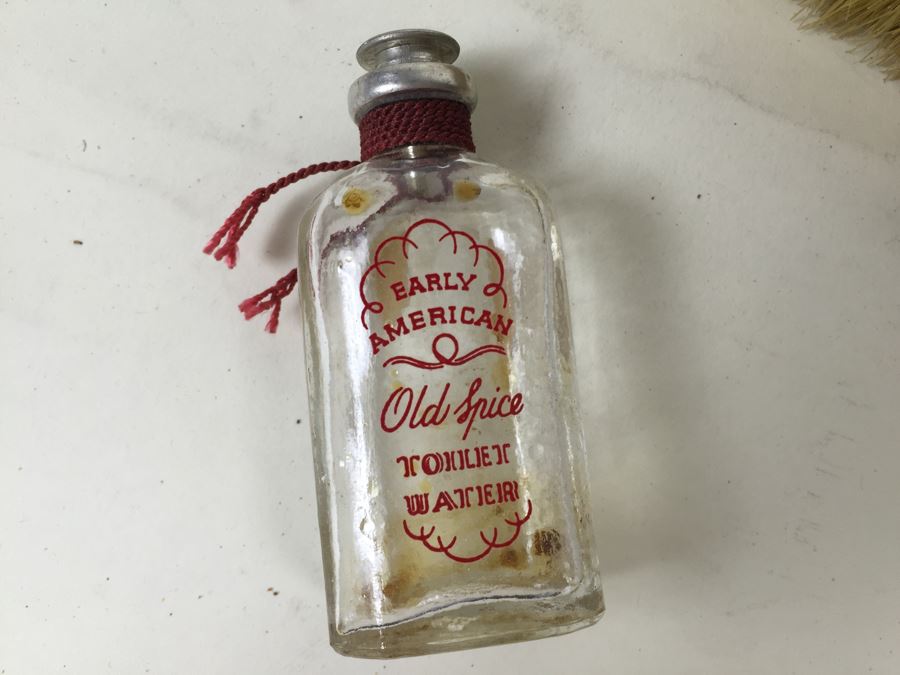 EARLY
AMERICAN
Old Spice
TOILET
WATER